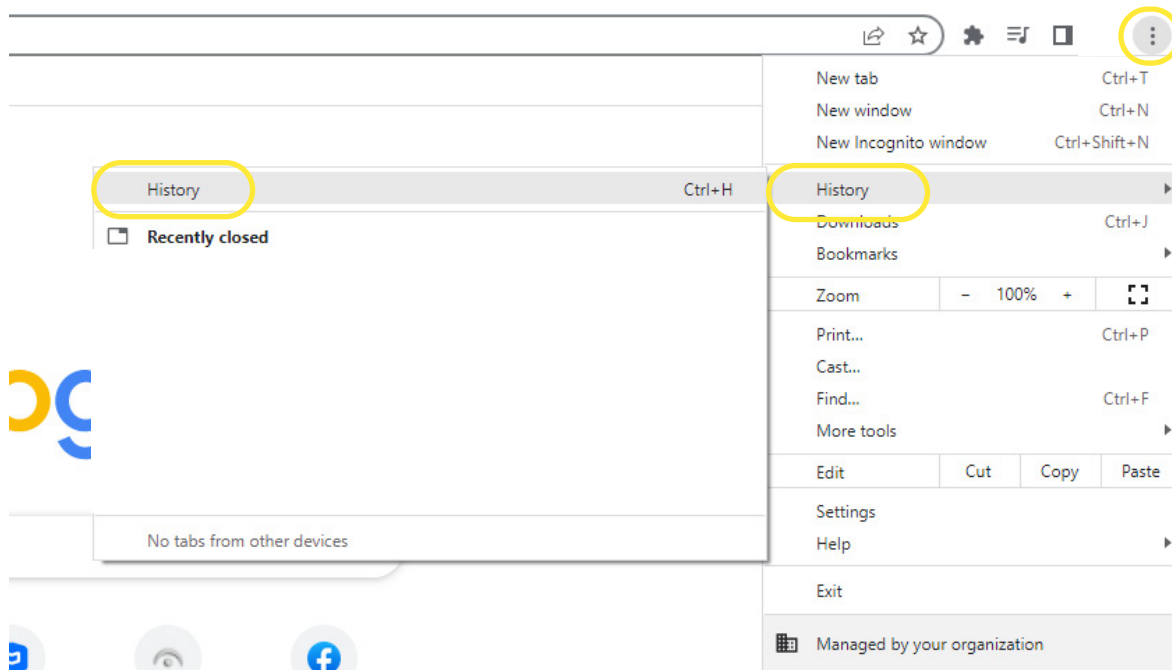 New tab Ctrl+T
New window Ctrl+N
New Incognito window Ctrl+Shift+N
History Ctrl+H
Recently closed
No tabs from other devices
History
Downloads Ctrl+J
Bookmarks
Zoom - 100% +
Print... Ctrl+P
Cast...
Find... Ctrl+F
More tools
Edit Cut Copy Paste
Settings
Help
Exit
Managed by your organization